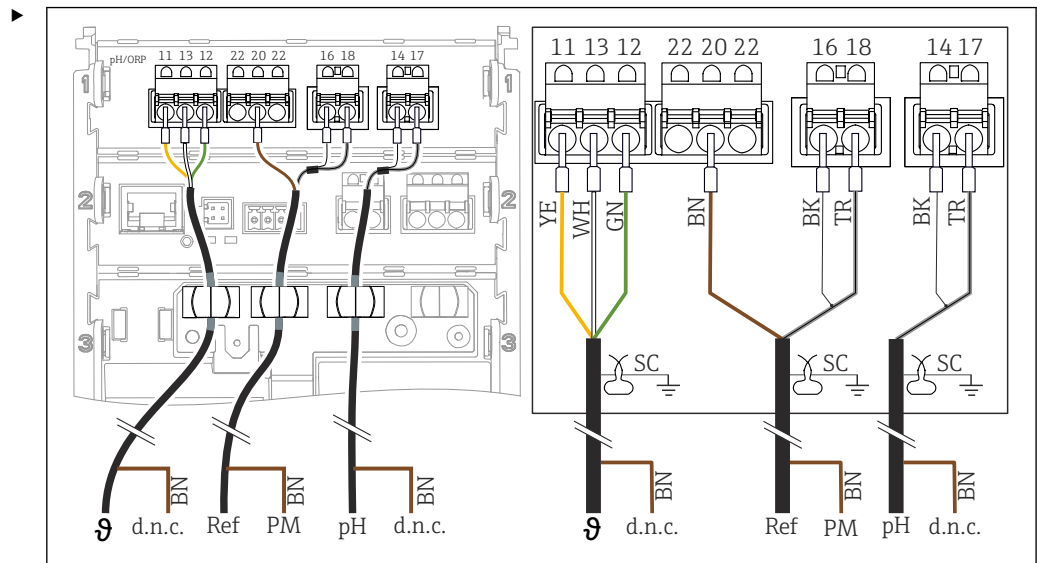 pH/ORP 11 13 12 22 20 22 16 18 14 17
1 1
2 2
3 3
BN BN BN
ϑ d.n.c. Ref PM pH d.n.c.
11 13 12 22 20 22 16 18 14 17
YE WH GN BN BK TR BK TR
SC SC SC
BN BN BN
ϑ d.n.c. Ref PM pH d.n.c.